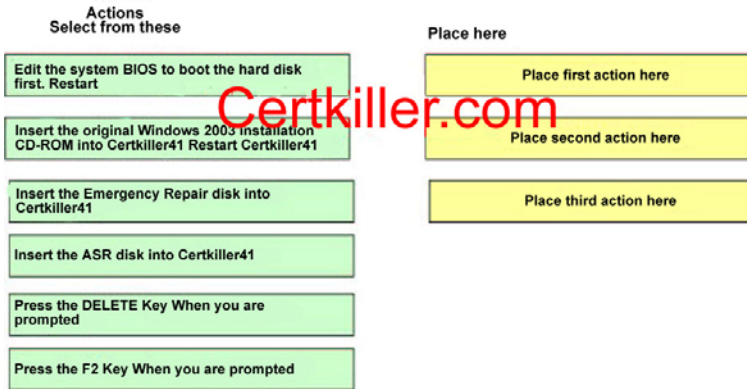 Actions
Select from these
Place here
Edit the system BIOS to boot the hard disk
first. Restart
Insert the original Windows 2003 Installation
CD-ROM into Certkiller41 Restart Certkiller41
Insert the Emergency Repair disk into
Certkiller41
Insert the ASR disk into Certkiller41
Press the DELETE Key When you are
prompted
Press the F2 Key When you are prompted
Place first action here
Place second action here
Place third action here
Certkiller.com